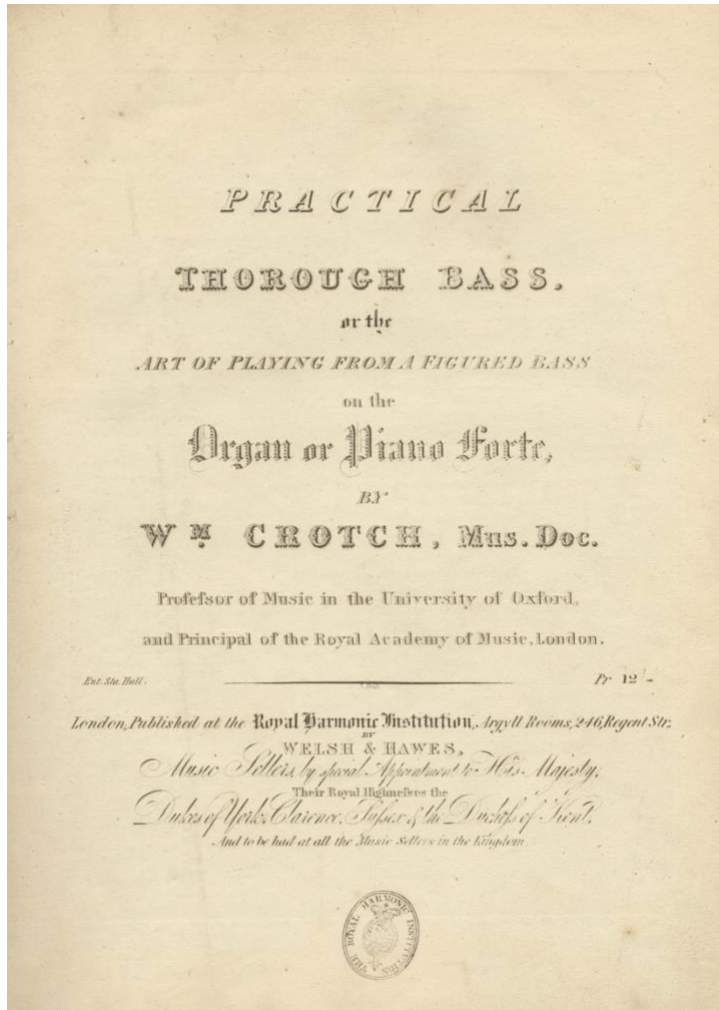 PRACTICAL
THOROUGH BASS.
or the
ART OF PLAYING FROM A FIGURED BASS
on the
Organ or Piano Forte,
BY
Wm. CROTCH, Mus. Doc.
Profeſsor of Music in the University of Oxford,
and Principal of the Royal Academy of Music, London.
Ent. Sta. Hall.
Pr 12/-
London, Published at the Royal Harmonic Institution, Argyll Rooms, 246, Regent Str.
BY
WELSH & HAWES,
Music Sellers, by special Appointment to His Majesty,
Their Royal Highneſses the
Dukes of York, Clarence, Suſsex & the Ducheſs of Kent,
And to be had at all the Music Sellers in the Kingdom
THE ROYAL HARMONIC INSTITUTION